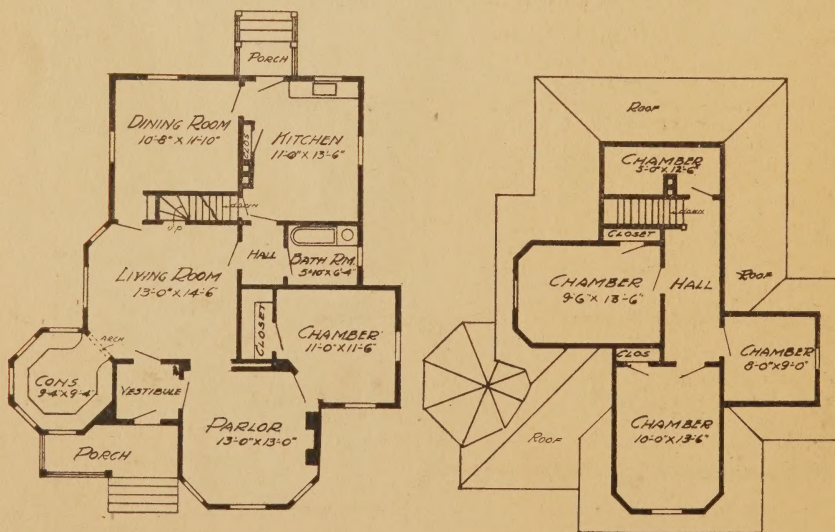 PORCH
DINING ROOM
10'-8" X 11'-10"
CLOS
KITCHEN
11'-0" X 13'-6"
DOWN
UP
HALL
BATH RM.
5'-10" X 6'-4"
LIVING ROOM
13'-0" X 14'-6
CLOSET
CHAMBER
11'-0" X 11'-6"
ARCH
CONS
9'-4" X 9'-4"
VESTIBULE
PARLOR
13'-0" X 13'-0"
PORCH
ROOF
CHAMBER
5'-0" X 12'-6"
DOWN
CLOSET
CHAMBER
9'-6" X 13'-6"
HALL
ROOF
CLOS
CHAMBER
8'-0" X 9'-0"
CHAMBER
10'-0" X 13'-6"
ROOF